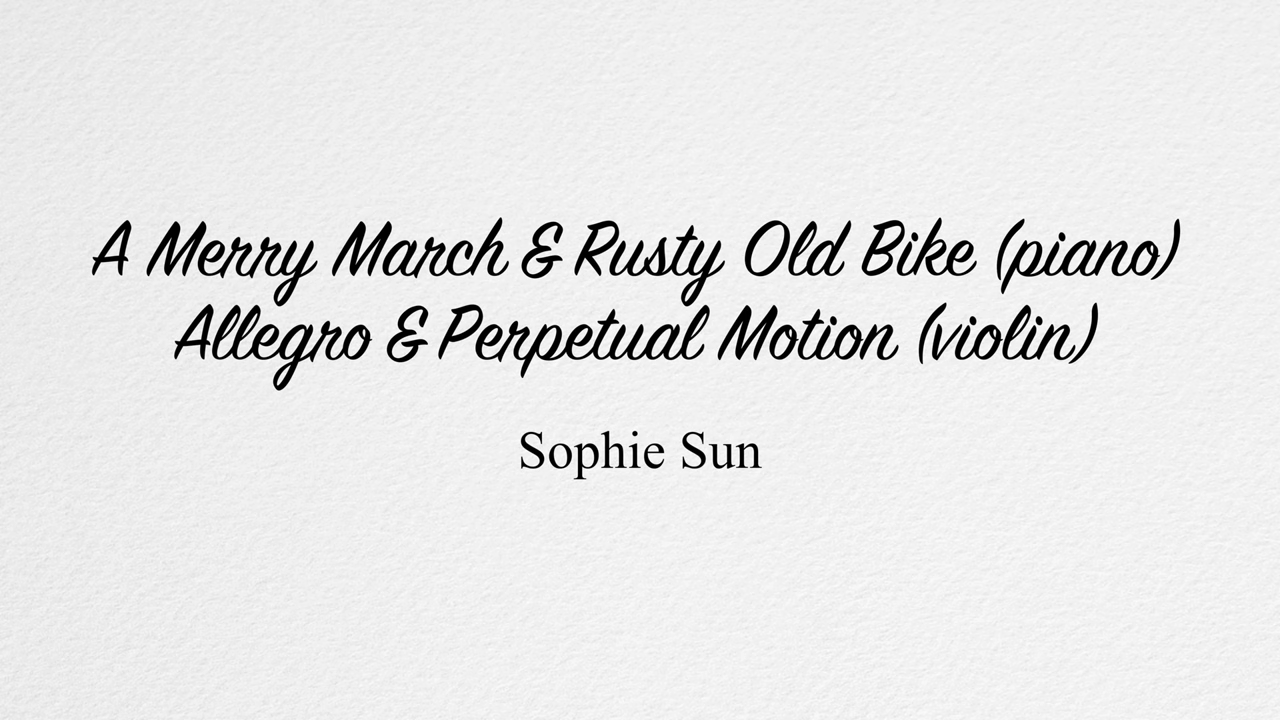 A Merry March & Rusty Old Bike (piano)
Allegro & Perpetual Motion (violin)
Sophie Sun